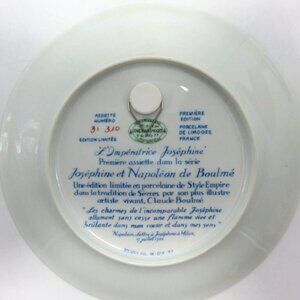 ASSIETTE
NUMÉRO
ÉDITION LIMITÉE
PREMIÈRE
ÉDITION
PORCELAINE
DE LIMOGES
FRANCE
L'Impératrice Joséphine
Première assiette dans la série
Joséphine et Napoléon de Boulmé
Une édition limitée en porcelaine de Style Empire
dans la tradition de Sèvres par son plus illustre
artiste vivant, Claude Boulmé
"Les charmes de l'incomparable Joséphine
allument sans cesse une flamme vive et
brûlante dans mon cœur et dans mes sens"